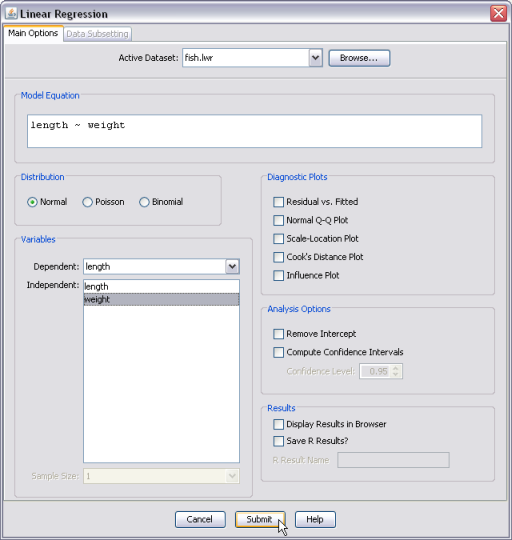 Linear Regression
Main Options Data Subsetting
Active Dataset: fish.lwr Browse...
Model Equation
length ~ weight
Distribution
Normal Poisson Binomial
Variables
Dependent: length
Independent: length
weight
Sample Size: 1
Diagnostic Plots
Residual vs. Fitted
Normal Q-Q Plot
Scale-Location Plot
Cook's Distance Plot
Influence Plot
Analysis Options
Remove Intercept
Compute Confidence Intervals
Confidence Level: 0.95
Results
Display Results in Browser
Save R Results?
R Result Name
Cancel Submit Help